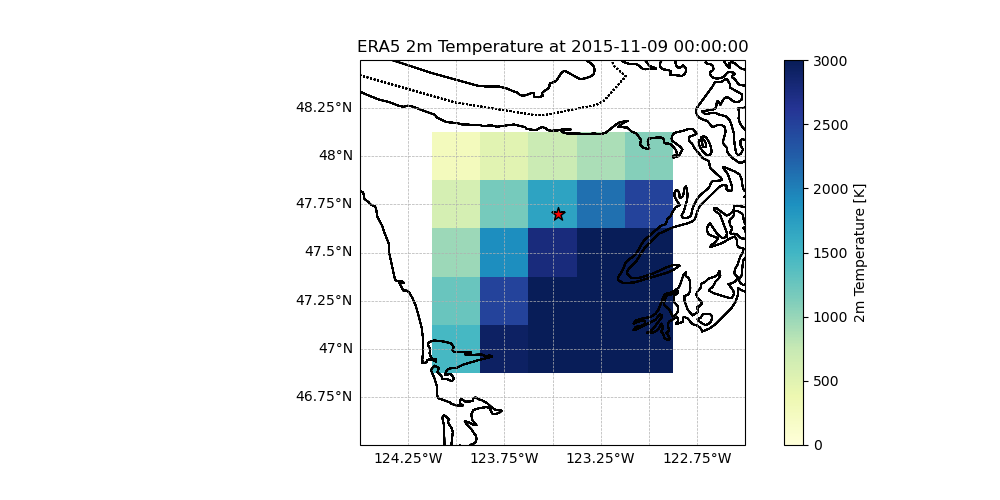 ERA5 2m Temperature at 2015-11-09 00:00:00
48.25°N
48°N
47.75°N
47.5°N
47.25°N
47°N
46.75°N
124.25°W 123.75°W 123.25°W 122.75°W
3000
2500
2000
1500
1000
500
0
2m Temperature [K]